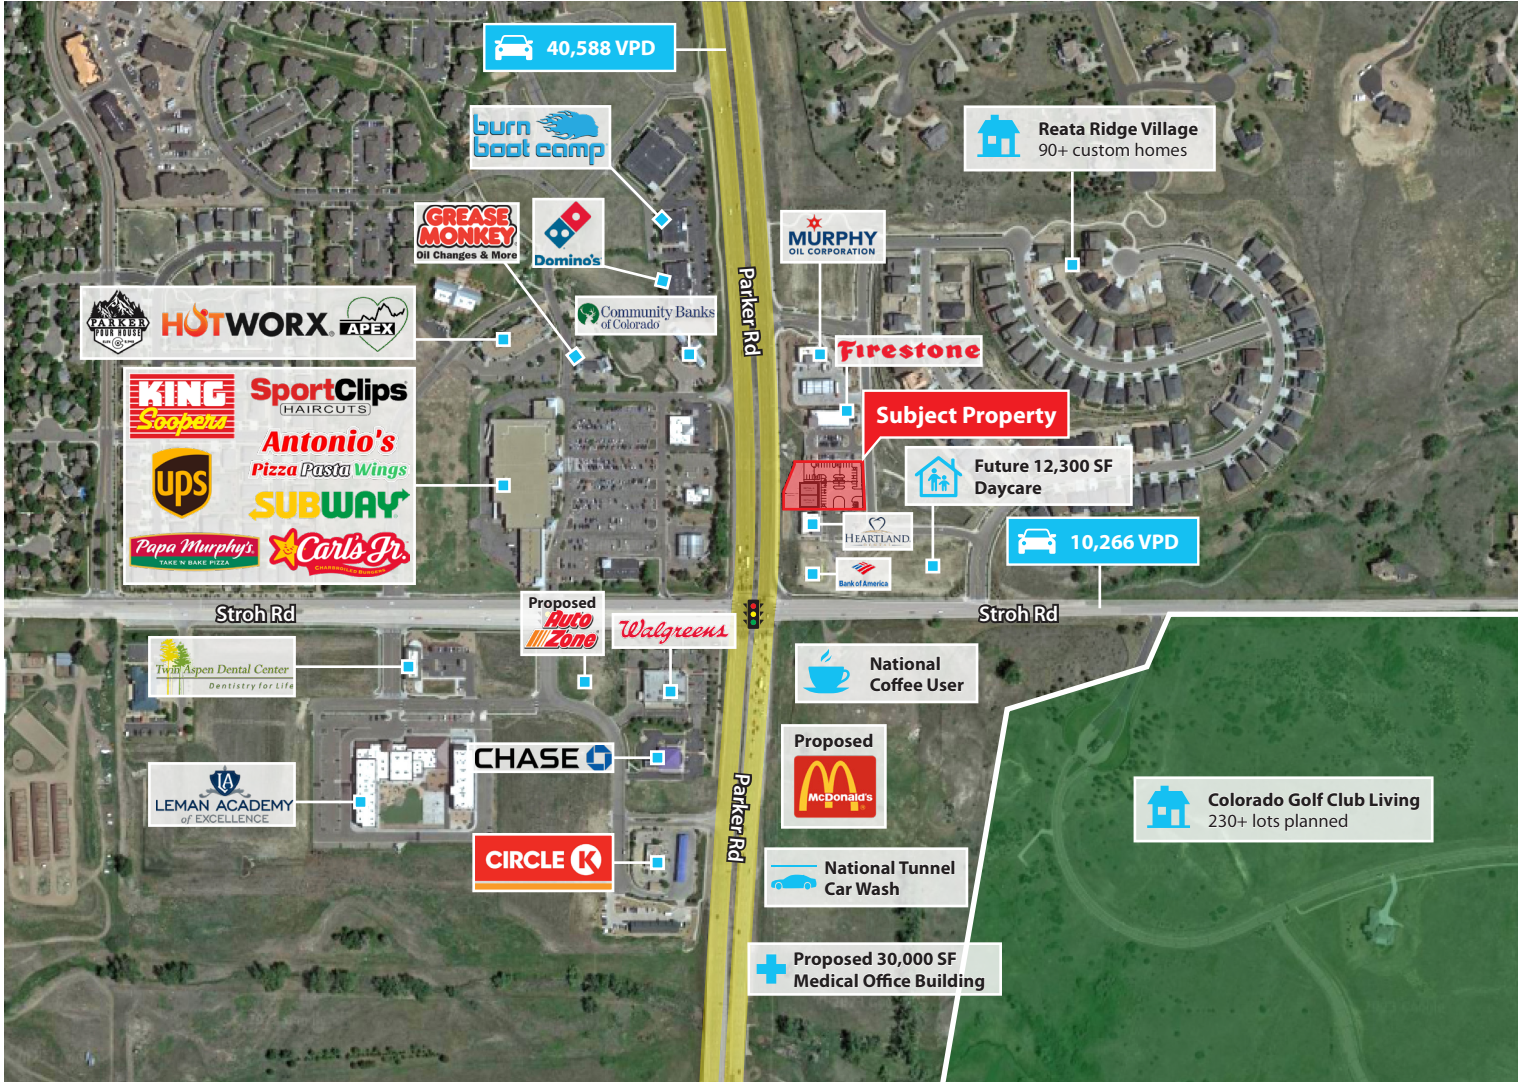 40,588 VPD
burn
boot camp
Reata Ridge Village
90+ custom homes
GREASE
MONKEY
Oil Changes & More
Domino's
MURPHY
OIL CORPORATION
Parker Rd
PARKER
POUR HOUSE
HOTWORX
APEX
Community Banks
of Colorado
Firestone
KING
Soopers
SportClips
HAIRCUTS
Antonio's
Pizza Pasta Wings
ups
SUBWAY
Papa Murphy's
TAKE 'N' BAKE PIZZA
Carl's Jr.
CHARBROILED BURGERS
Subject Property
Future 12,300 SF
Daycare
HEARTLAND
Bank of America
10,266 VPD
Stroh Rd
Stroh Rd
Proposed
AutoZone
Walgreens
Twin Aspen Dental Center
Dentistry for Life
National
Coffee User
CHASE
Proposed
McDonald's
LA
LEMAN ACADEMY
of EXCELLENCE
Parker Rd
Colorado Golf Club Living
230+ lots planned
CIRCLE K
National Tunnel
Car Wash
Proposed 30,000 SF
Medical Office Building